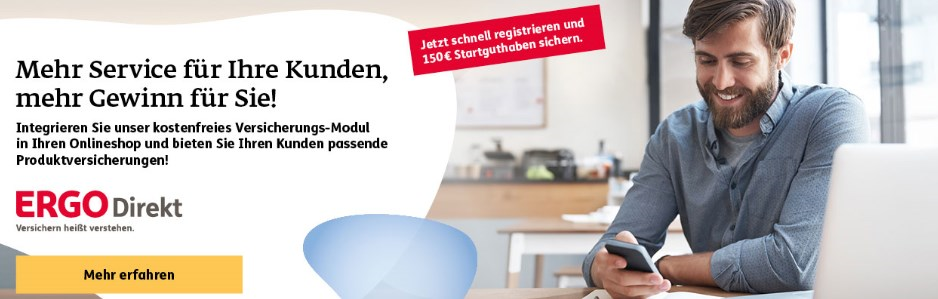 Jetzt schnell registrieren und
150€ Startguthaben sichern.
Mehr Service für Ihre Kunden,
mehr Gewinn für Sie!
Integrieren Sie unser kostenfreies Versicherungs-Modul
in Ihren Onlineshop und bieten Sie Ihren Kunden passende
Produktversicherungen!
ERGO Direkt
Versichern heißt verstehen.
Mehr erfahren